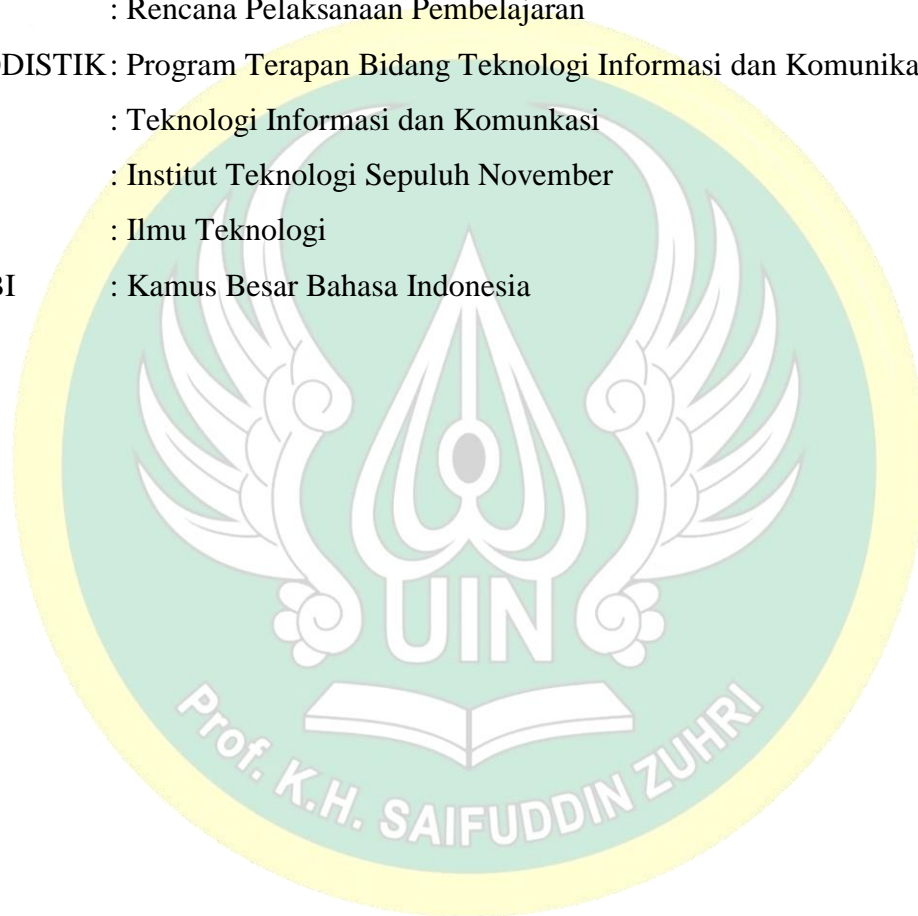 : Rencana Pelaksanaan Pembelajaran
DISTIK : Program Terapan Bidang Teknologi Informasi dan Komunika
: Teknologi Informasi dan Komunkasi
: Institut Teknologi Sepuluh November
: Ilmu Teknologi
BI : Kamus Besar Bahasa Indonesia
UIN
Prof. K.H. SAIFUDDIN ZUHRI